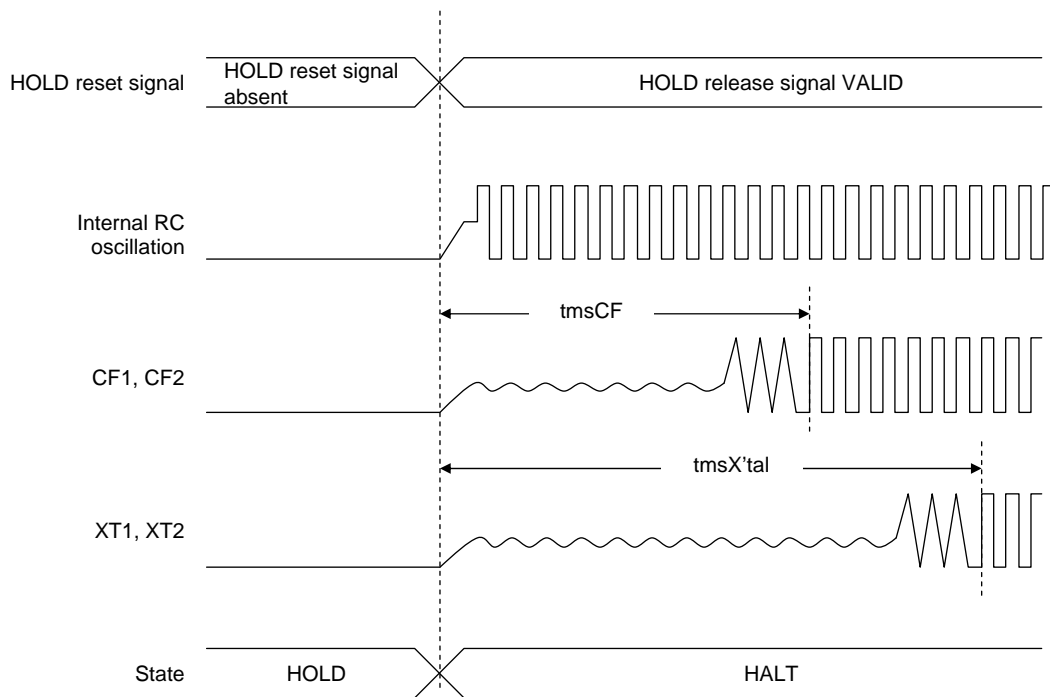 HOLD reset signal
HOLD reset signal
absent
HOLD release signal VALID
Internal RC
oscillation
tmsCF
CF1, CF2
tmsX’tal
XT1, XT2
State
HOLD
HALT